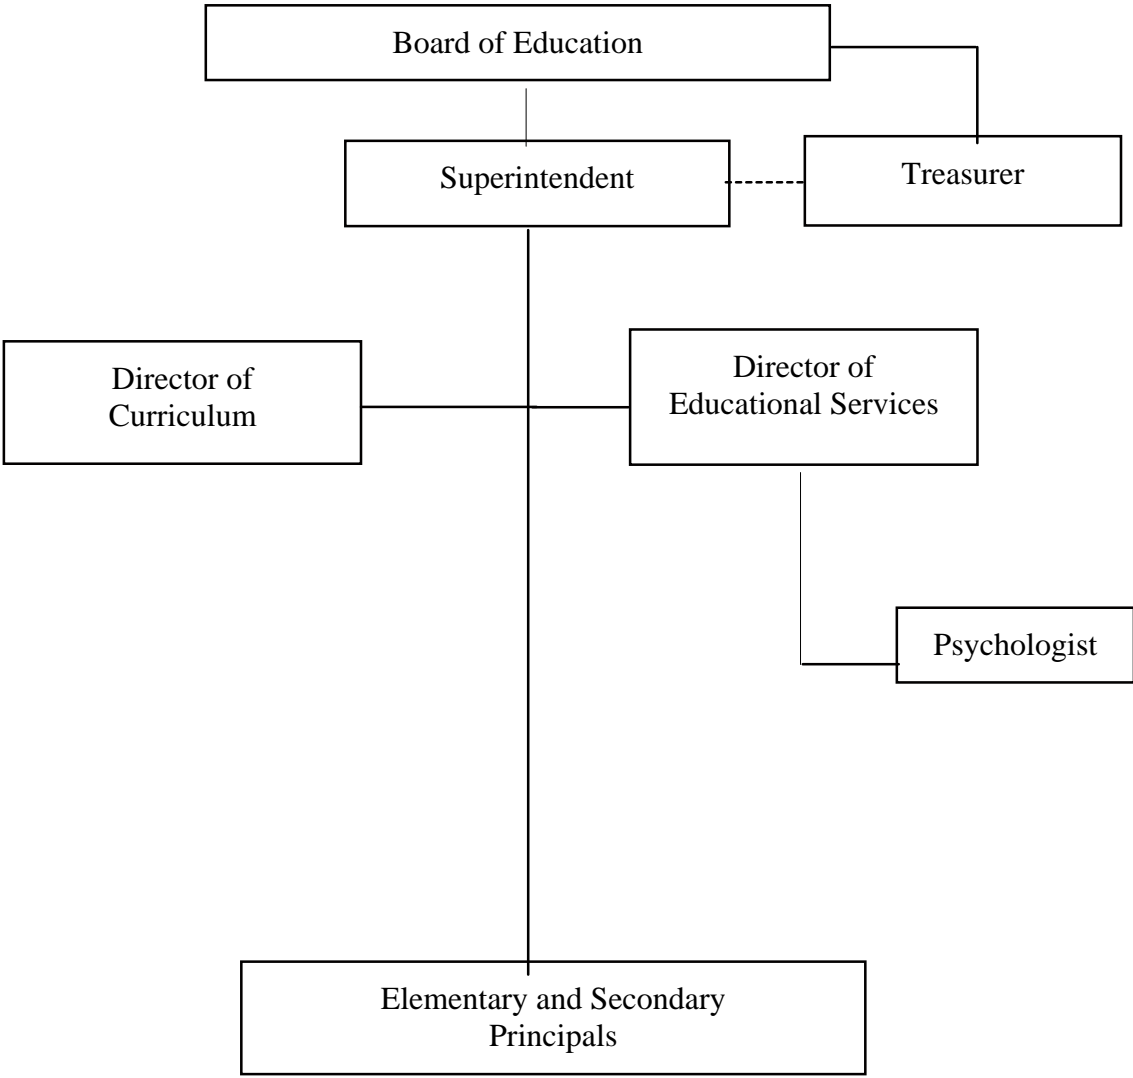 Board of Education
Superintendent
Treasurer
Director of
Curriculum
Director of
Educational Services
Psychologist
Elementary and Secondary
Principals